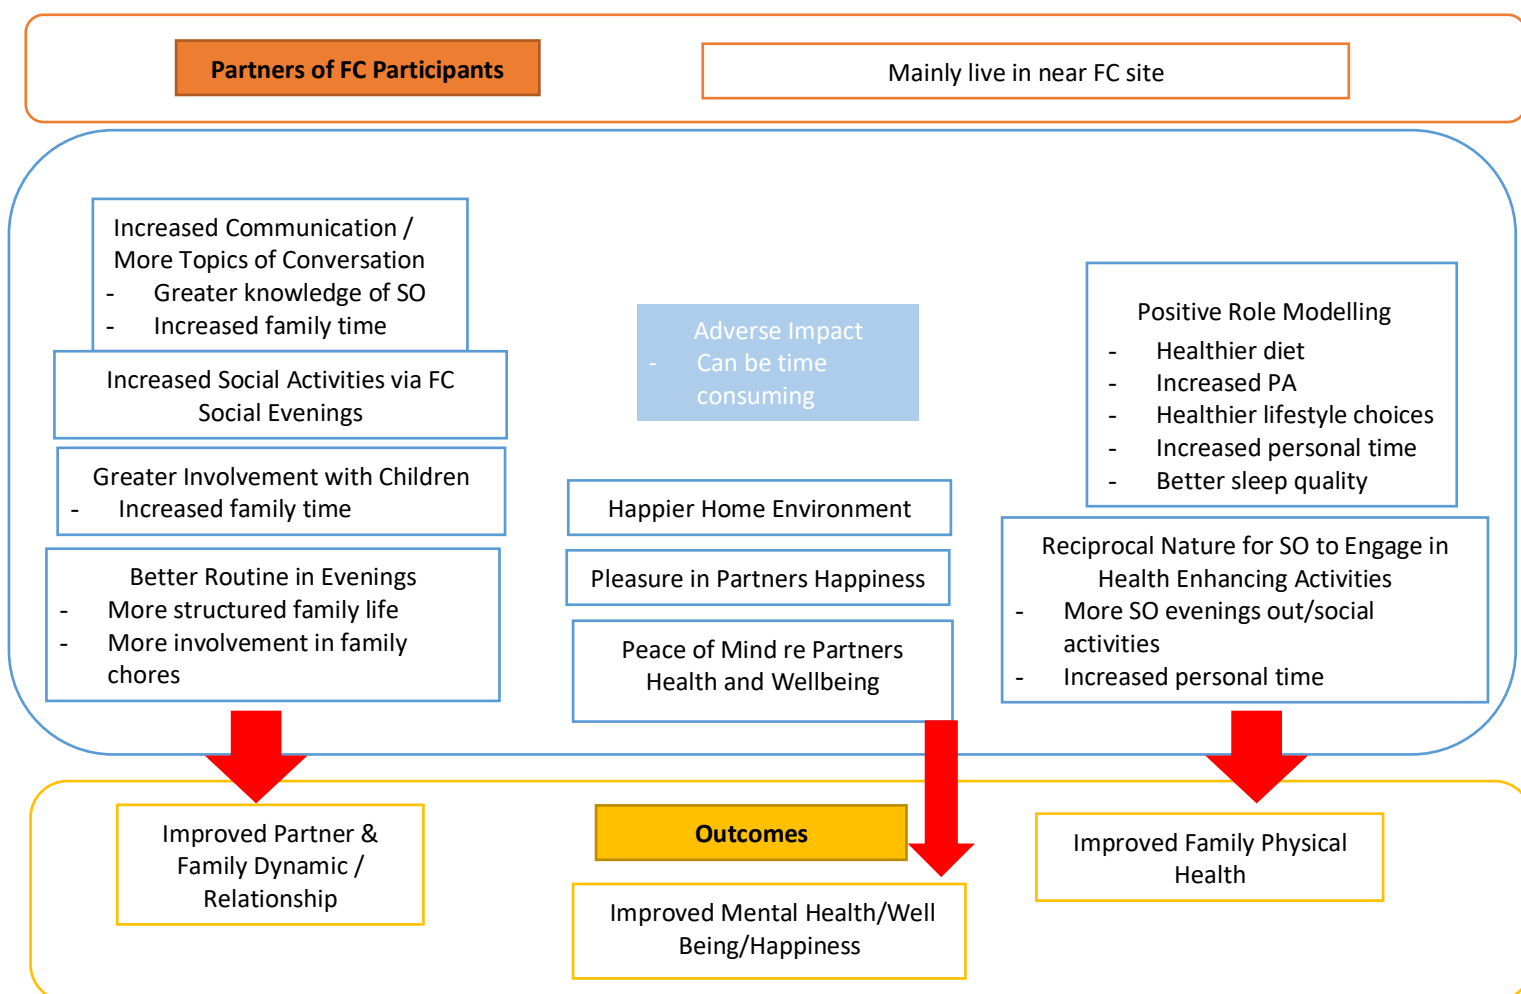 Partners of FC Participants
Mainly live in near FC site
Increased Communication /
More Topics of Conversation
- Greater knowledge of SO
- Increased family time
Increased Social Activities via FC
Social Evenings
Greater Involvement with Children
- Increased family time
Better Routine in Evenings
- More structured family life
- More involvement in family
chores
Adverse Impact
- Can be time
consuming
Happier Home Environment
Pleasure in Partners Happiness
Peace of Mind re Partners
Health and Wellbeing
Positive Role Modelling
- Healthier diet
- Increased PA
- Healthier lifestyle choices
- Increased personal time
- Better sleep quality
Reciprocal Nature for SO to Engage in
Health Enhancing Activities
- More SO evenings out/social
activities
- Increased personal time
Improved Partner &
Family Dynamic /
Relationship
Outcomes
Improved Mental Health/Well
Being/Happiness
Improved Family Physical
Health